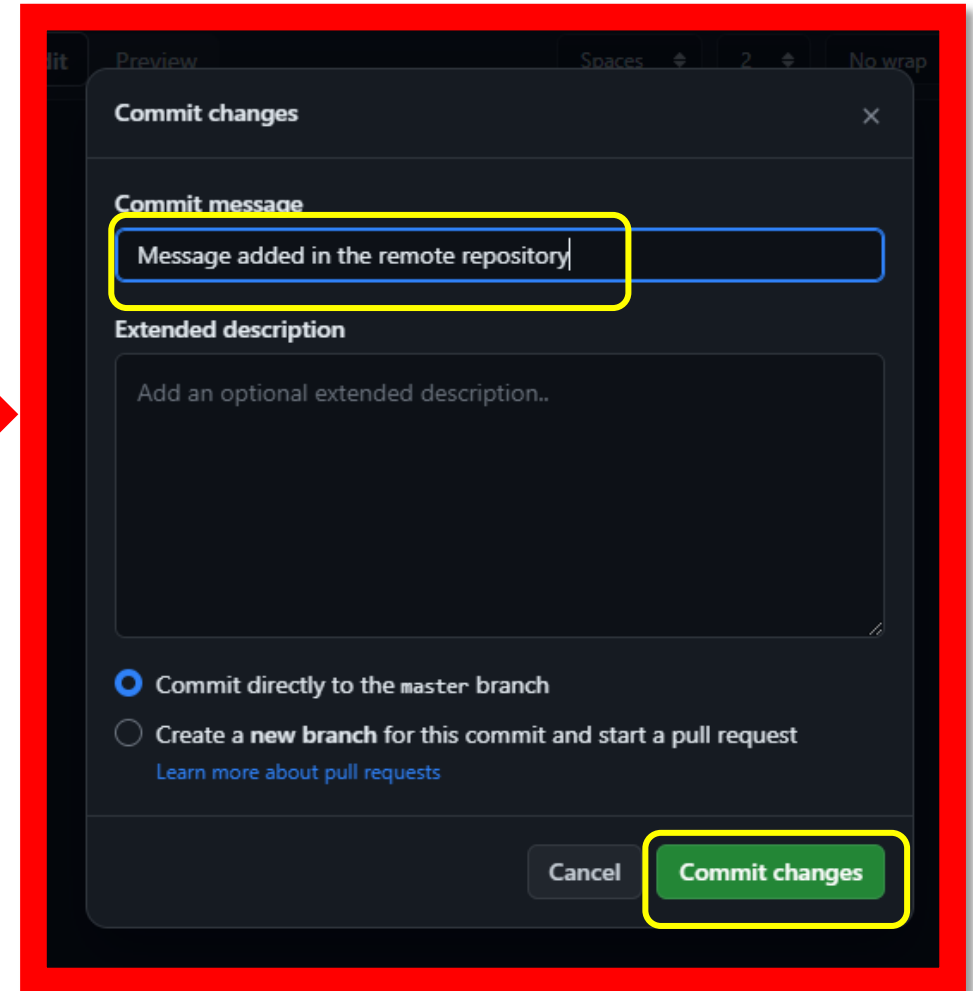 dit Preview Spaces 2 No wrap
Commit changes
Commit message
Message added in the remote repository
Extended description
Add an optional extended description..
Commit directly to the master branch
Create a new branch for this commit and start a pull request
Learn more about pull requests
Cancel Commit changes